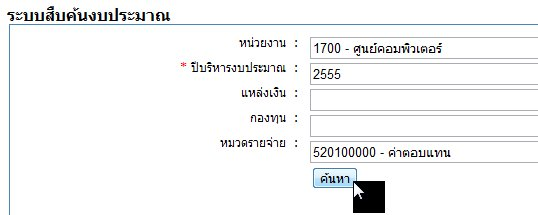 ระบบสืบค้นงบประมาณ
หน่วยงาน : 1700 - ศูนย์คอมพิวเตอร์
* ปีบริหารงบประมาณ : 2555
แหล่งเงิน :
กองทุน :
หมวดรายจ่าย : 520100000 - ค่าตอบแทน
ค้นหา